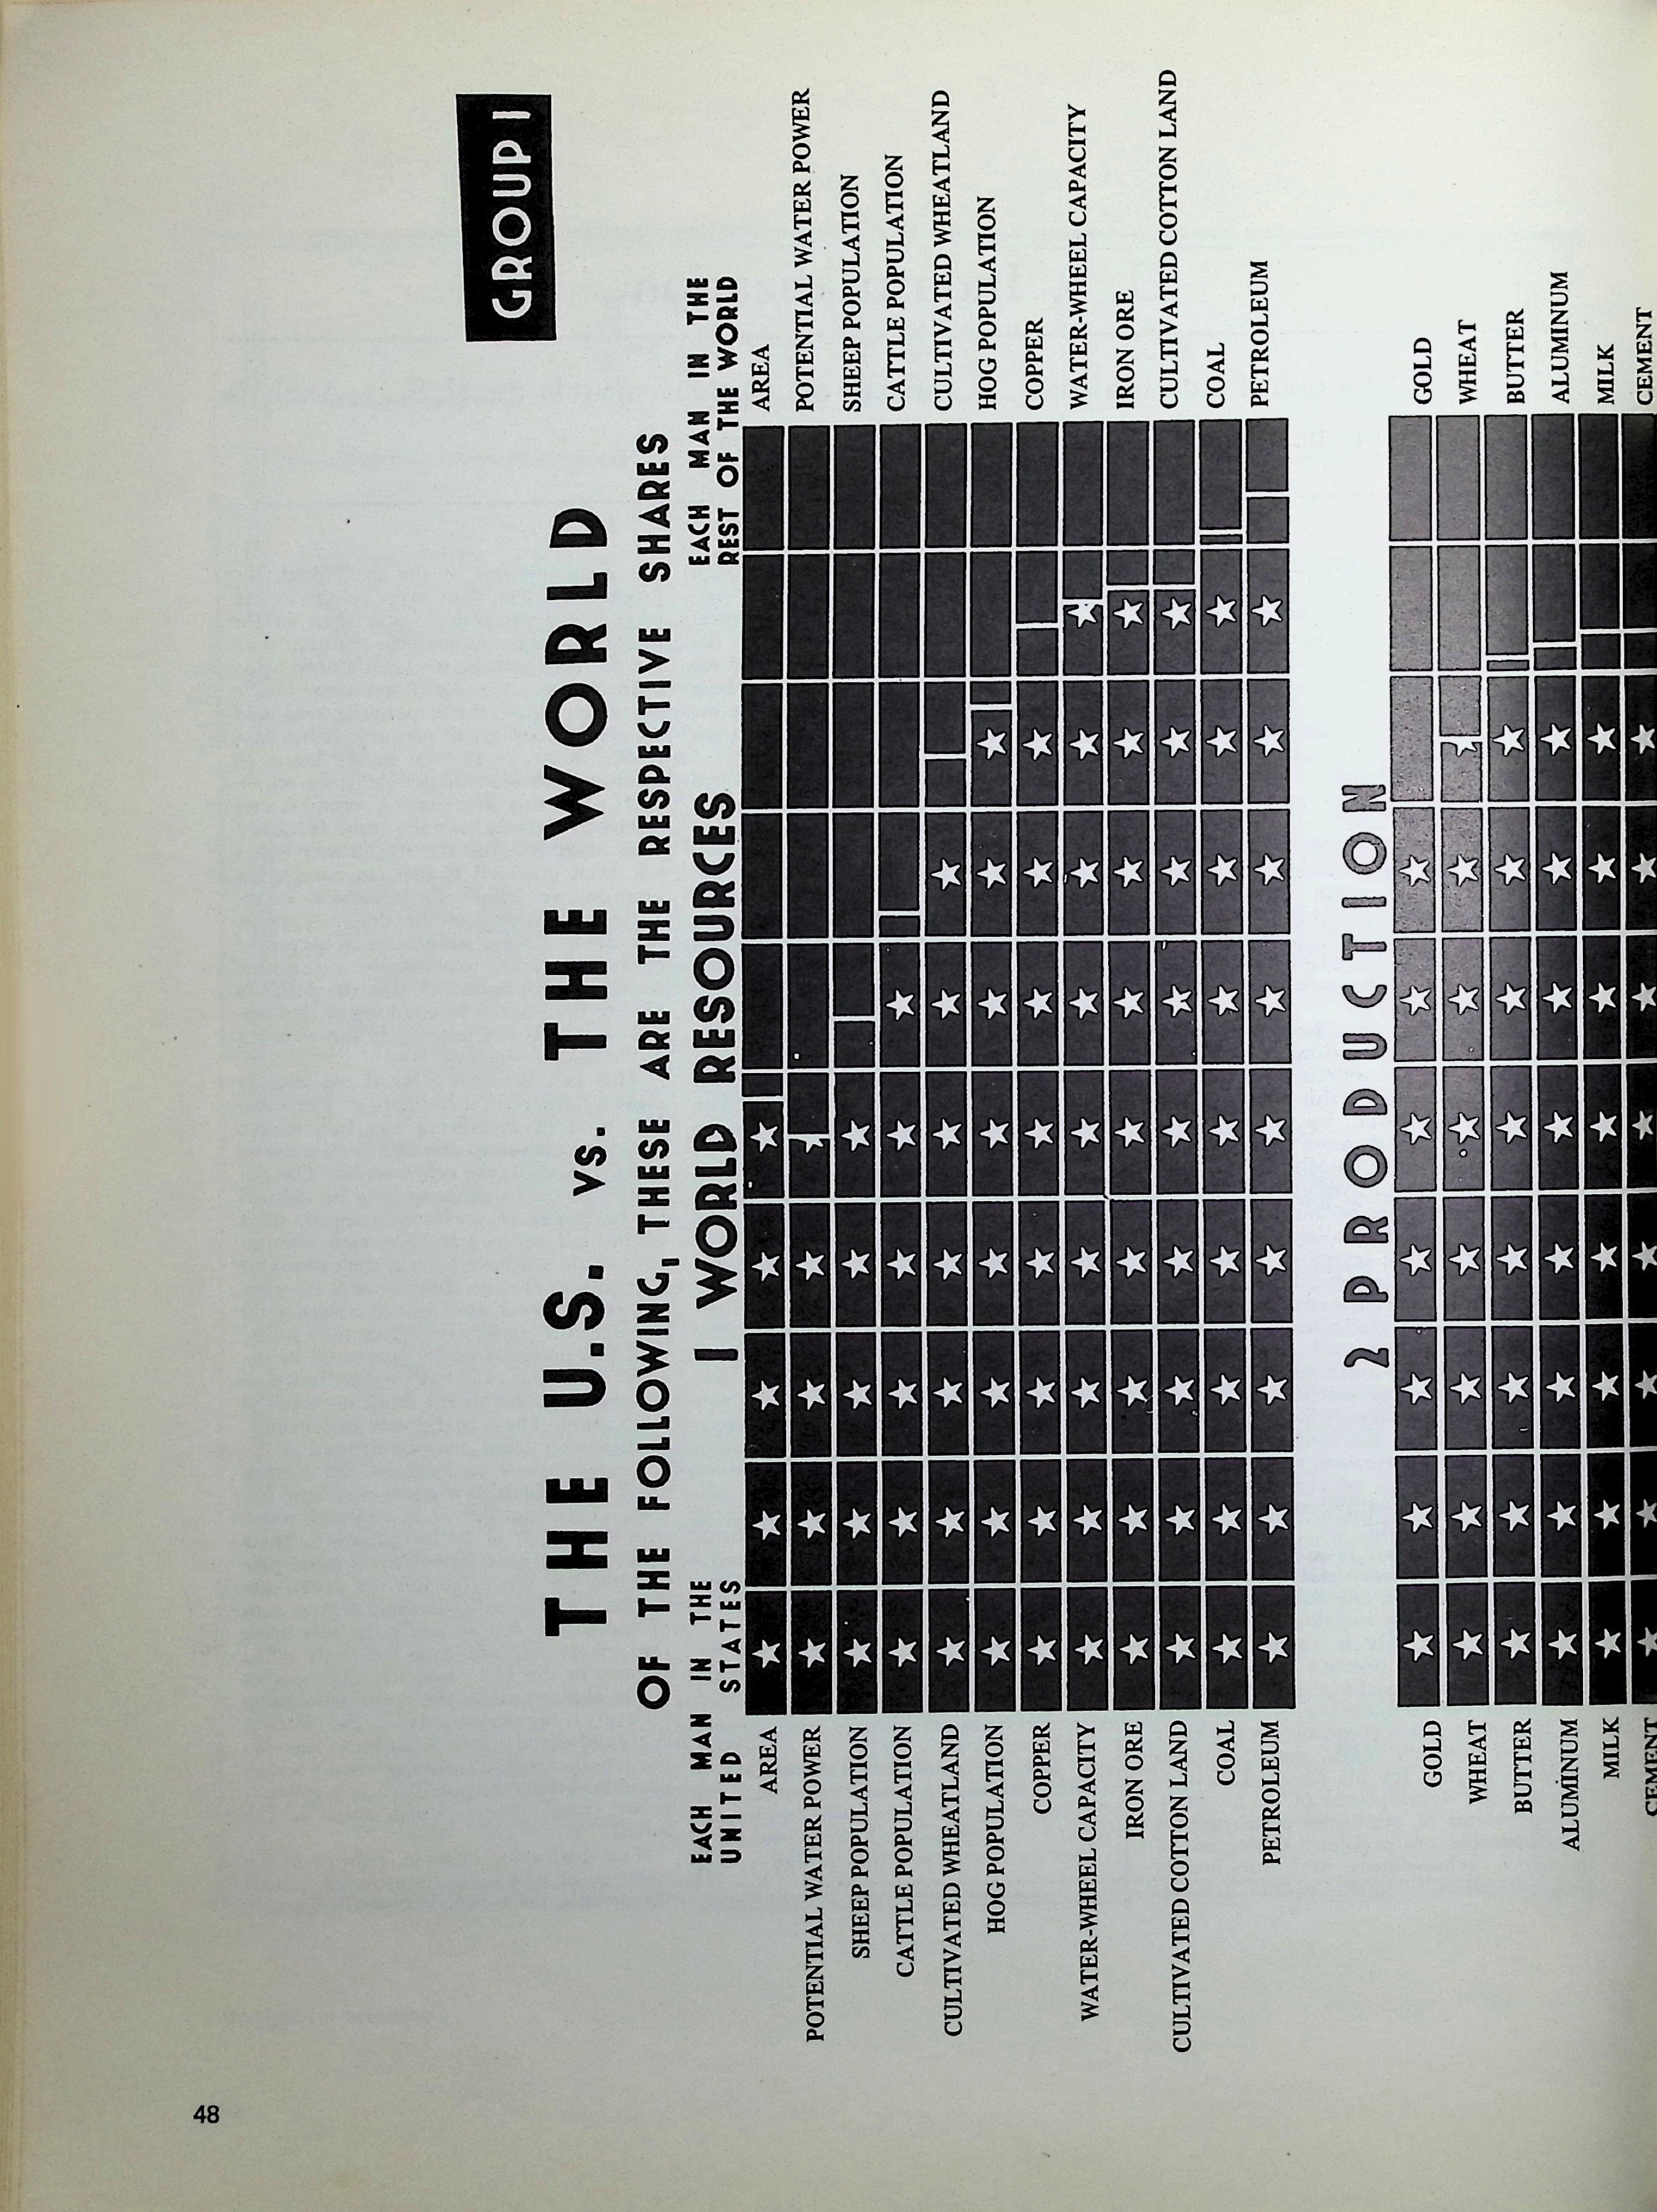 GROUP I
THE U.S. vs. THE WORLD
OF THE FOLLOWING, THESE ARE THE RESPECTIVE SHARES
EACH MAN IN THE
UNITED STATES
I WORLD RESOURCES
EACH MAN IN THE
REST OF THE WORLD
AREA AREA
POTENTIAL WATER POWER POTENTIAL WATER POWER
SHEEP POPULATION SHEEP POPULATION
CATTLE POPULATION CATTLE POPULATION
CULTIVATED WHEATLAND CULTIVATED WHEATLAND
HOG POPULATION HOG POPULATION
COPPER COPPER
WATER-WHEEL CAPACITY WATER-WHEEL CAPACITY
IRON ORE IRON ORE
CULTIVATED COTTON LAND CULTIVATED COTTON LAND
COAL COAL
PETROLEUM PETROLEUM
2 PRODUCTION
GOLD GOLD
WHEAT WHEAT
BUTTER BUTTER
ALUMINUM ALUMINUM
MILK MILK
CEMENT CEMENT
48